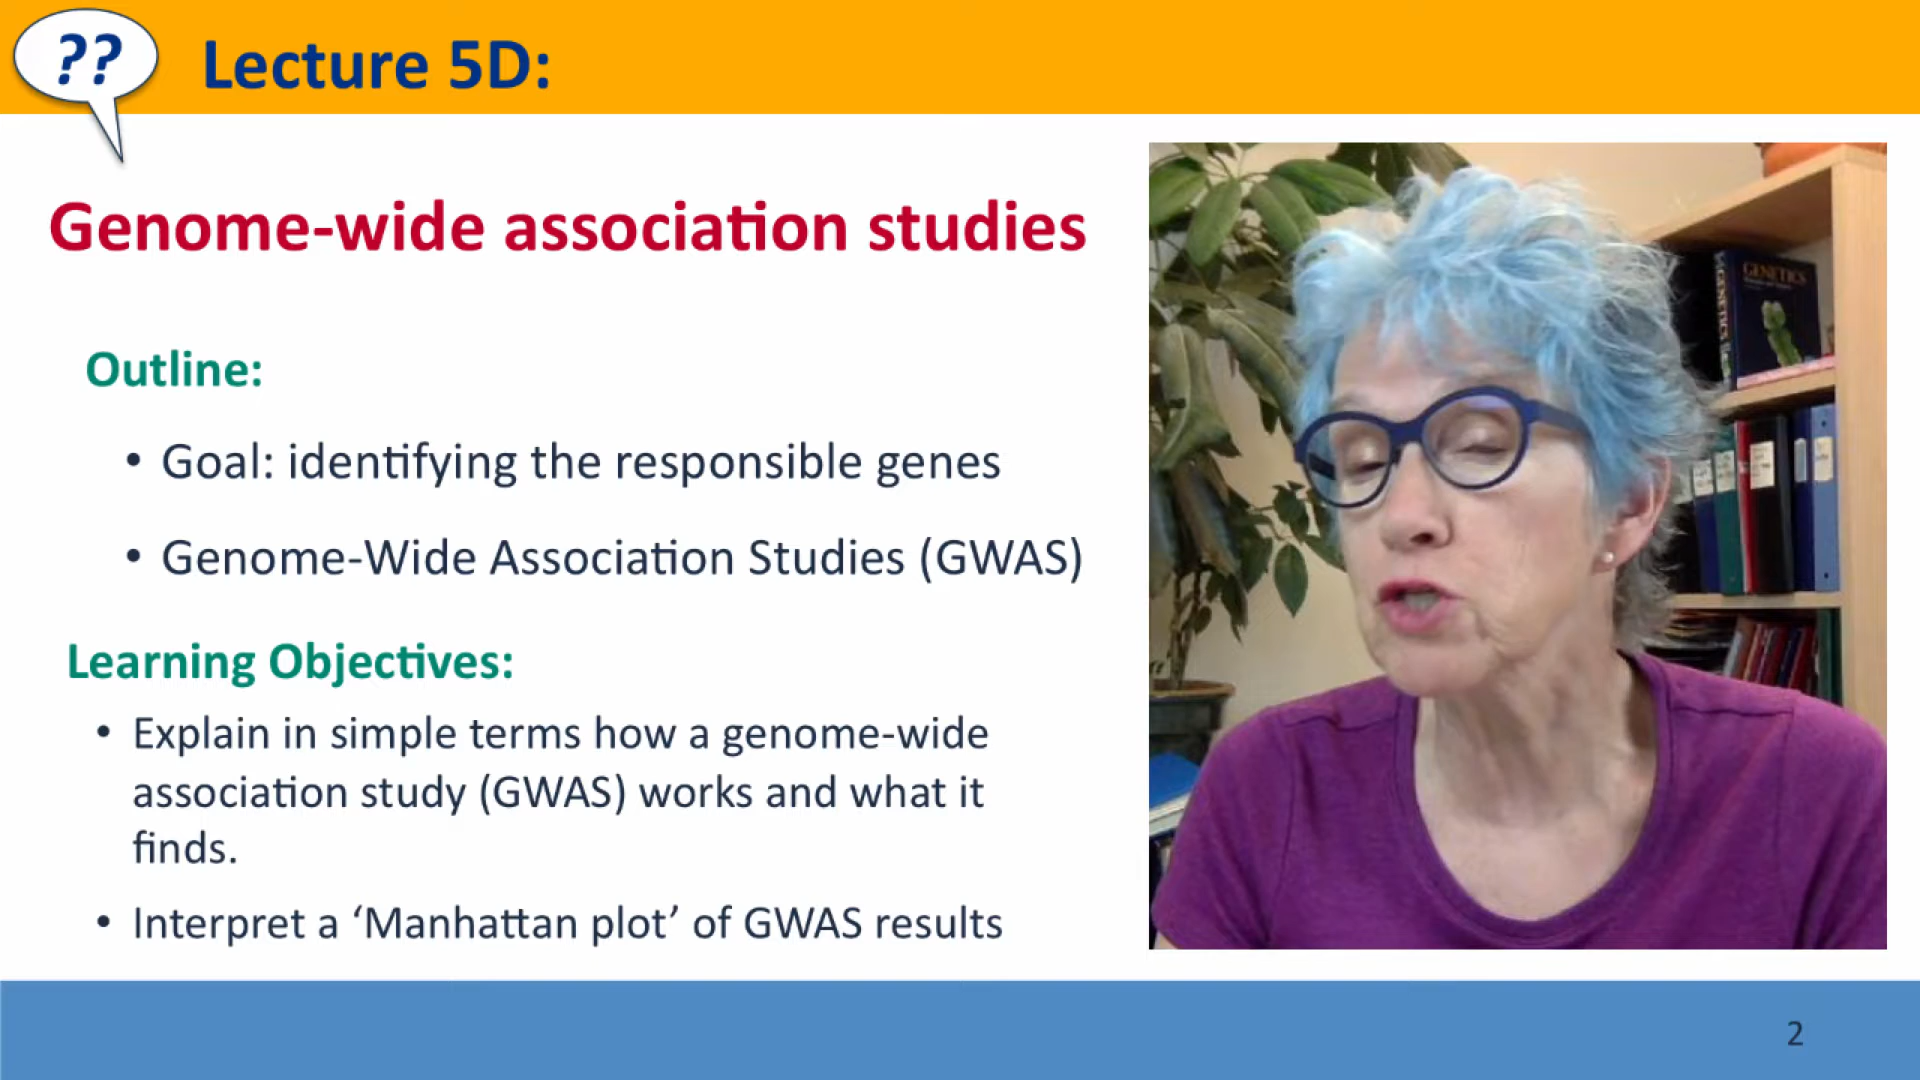 ??
Lecture 5D:
Genome-wide association studies
Outline:
• Goal: identifying the responsible genes
• Genome-Wide Association Studies (GWAS)
Learning Objectives:
• Explain in simple terms how a genome-wide
association study (GWAS) works and what it
finds.
• Interpret a ‘Manhattan plot’ of GWAS results
GENETICS
GENETICS
2